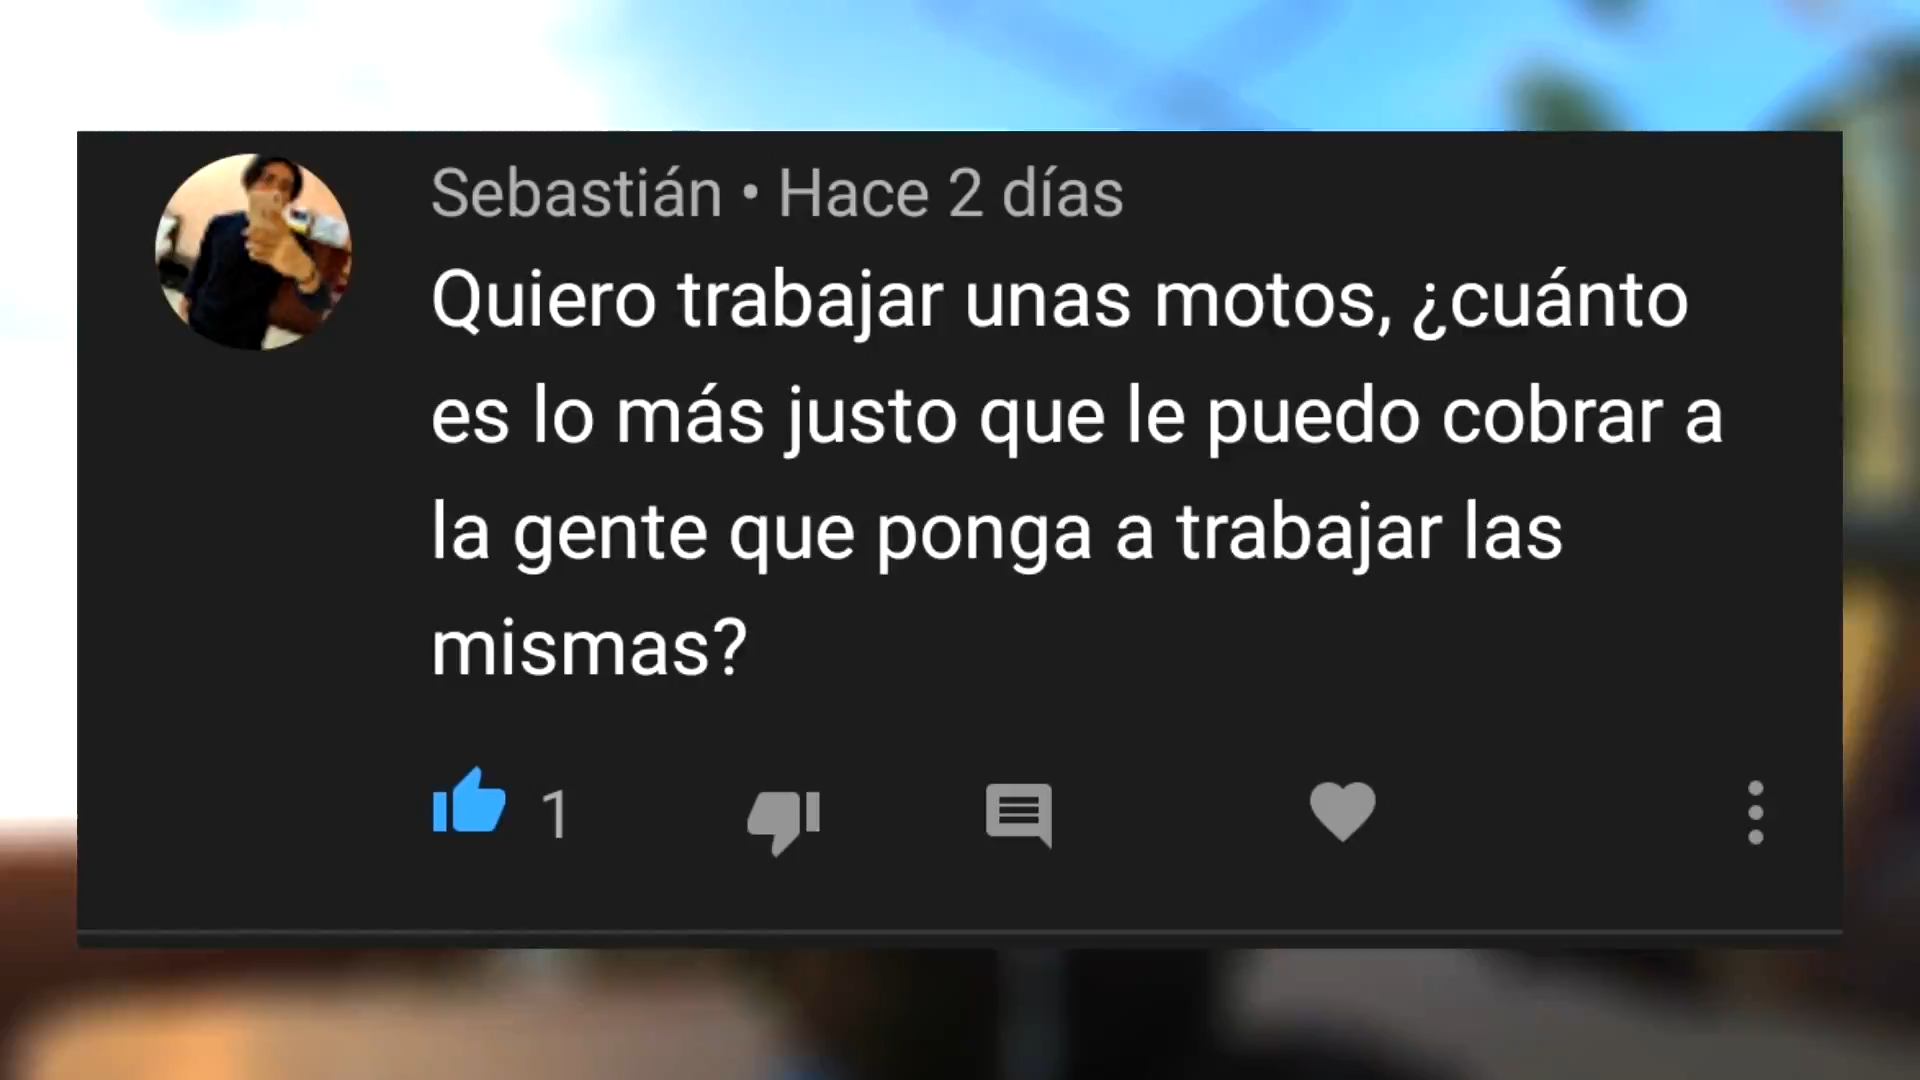 Sebastián • Hace 2 días
Quiero trabajar unas motos, ¿cuánto
es lo más justo que le puedo cobrar a
la gente que ponga a trabajar las
mismas?
1